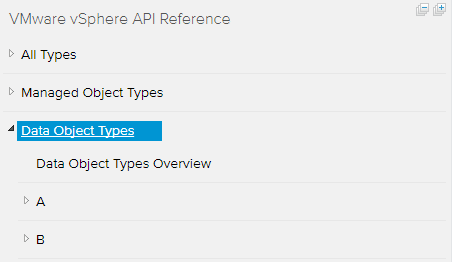 VMware vSphere API Reference
All Types
Managed Object Types
Data Object Types
Data Object Types Overview
A
B